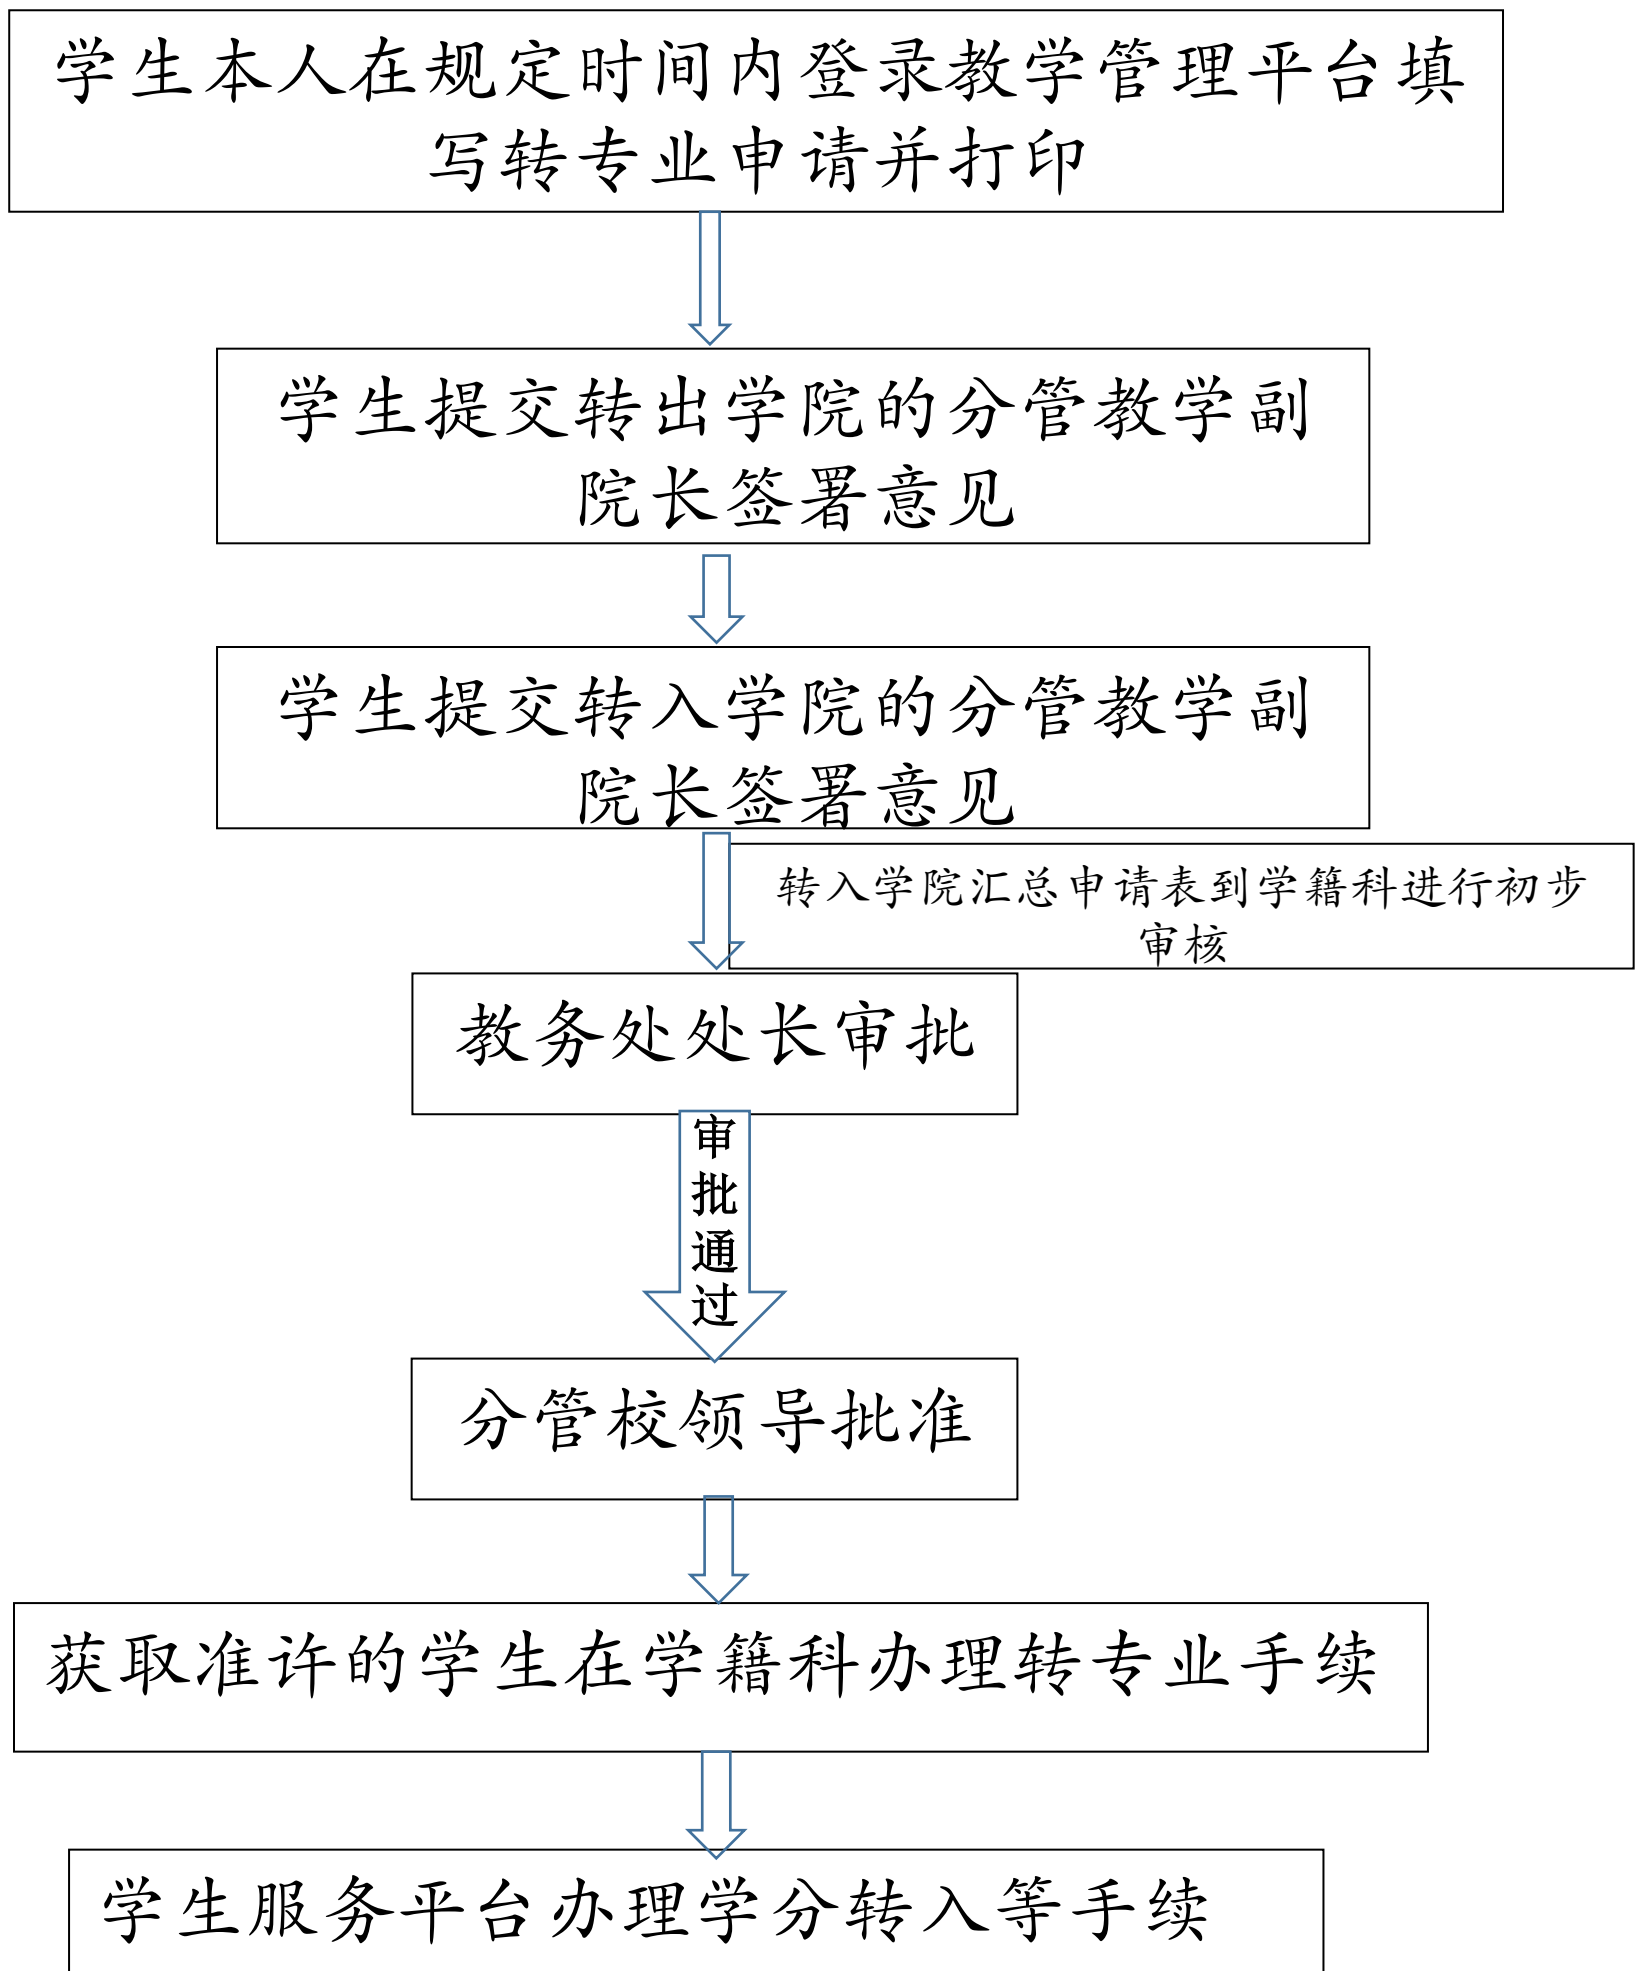 学生本人在规定时间内登录教学管理平台填
写转专业申请并打印
学生提交转出学院的分管教学副
院长签署意见
学生提交转入学院的分管教学副
院长签署意见
转入学院汇总申请表到学籍科进行初步
审核
教务处处长审批
审
批
通
过
分管校领导批准
获取准许的学生在学籍科办理转专业手续
学生服务平台办理学分转入等手续